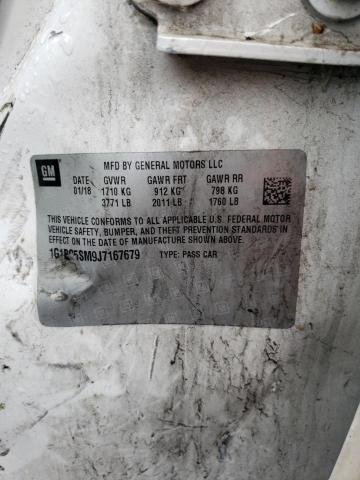 GM
MFD BY GENERAL MOTORS LLC
DATE GVWR GAWR FRT GAWR RR
01/18 1710 KG 912 KG 798 KG
3771 LB 2011 LB 1760 LB
THIS VEHICLE CONFORMS TO ALL APPLICABLE U.S. FEDERAL MOTOR
VEHICLE SAFETY, BUMPER, AND THEFT PREVENTION STANDARDS IN
EFFECT ON THE DATE OF MANUFACTURE SHOWN ABOVE.
TYPE: PASS CAR